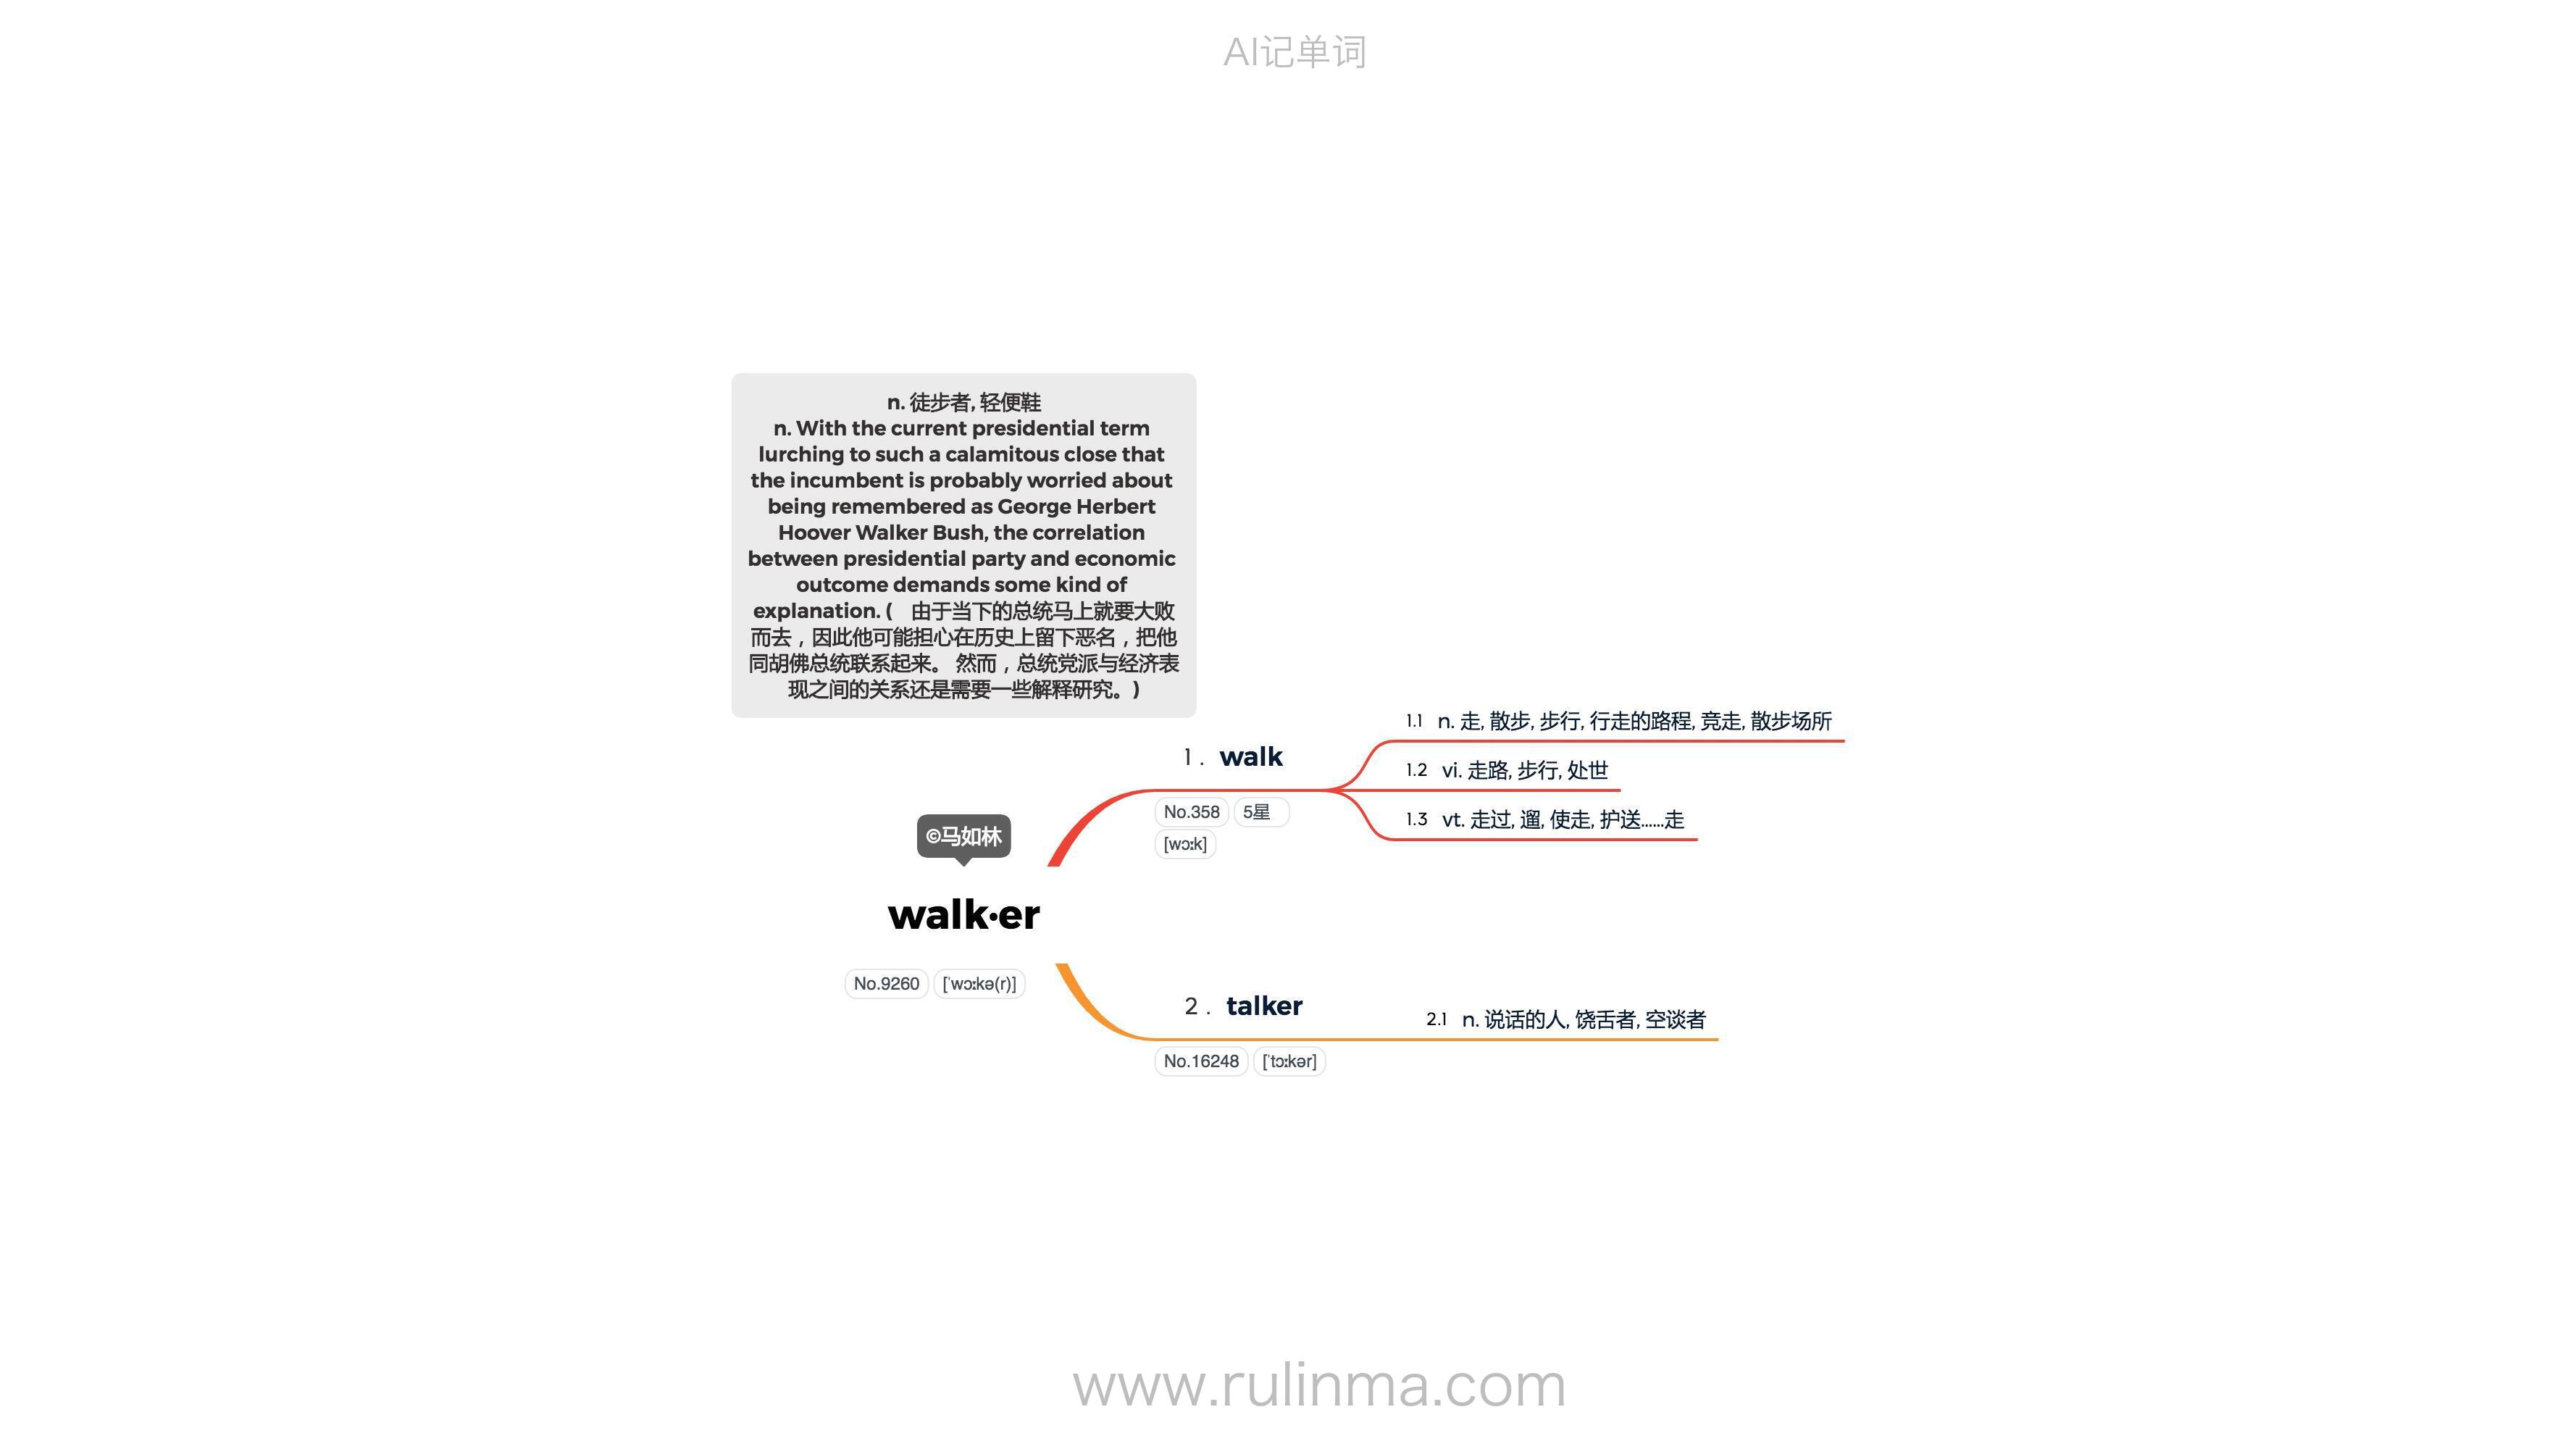 AI记单词
n. 徒步者, 轻便鞋
n. With the current presidential term
lurching to such a calamitous close that
the incumbent is probably worried about
being remembered as George Herbert
Hoover Walker Bush, the correlation
between presidential party and economic
outcome demands some kind of
explanation. ( 由于当下的总统马上就要大败
而去，因此他可能担心在历史上留下恶名，把他
同胡佛总统联系起来。 然而，总统党派与经济表
现之间的关系还是需要一些解释研究。)
©马如林
walk·er
No.9260 [ˈwɔːkə(r)]
1. walk
No.358 5星
[wɔːk]
1.1 n. 走, 散步, 步行, 行走的路程, 竞走, 散步场所
1.2 vi. 走路, 步行, 处世
1.3 vt. 走过, 遛, 使走, 护送……走
2. talker
No.16248 [ˈtɔːkər]
2.1 n. 说话的人, 饶舌者, 空谈者
www.rulinma.com